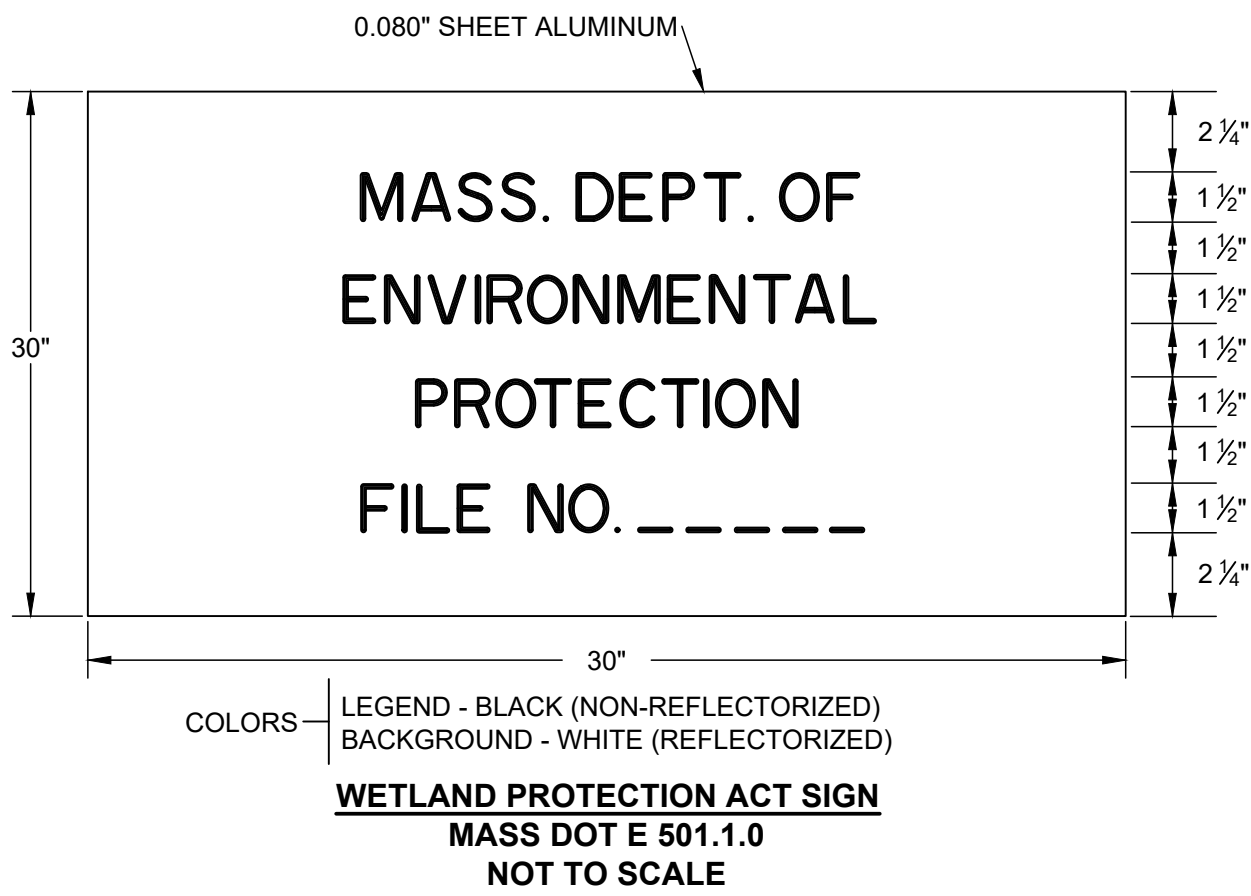 0.080" SHEET ALUMINUM
2 ¼"
MASS. DEPT. OF
1 ½"
1 ½"
ENVIRONMENTAL
1 ½"
30"
1 ½"
PROTECTION
1 ½"
1 ½"
FILE NO._ _ _ _ _
1 ½"
2 ¼"
30"
COLORS
LEGEND - BLACK (NON-REFLECTORIZED)
BACKGROUND - WHITE (REFLECTORIZED)
WETLAND PROTECTION ACT SIGN
MASS DOT E 501.1.0
NOT TO SCALE